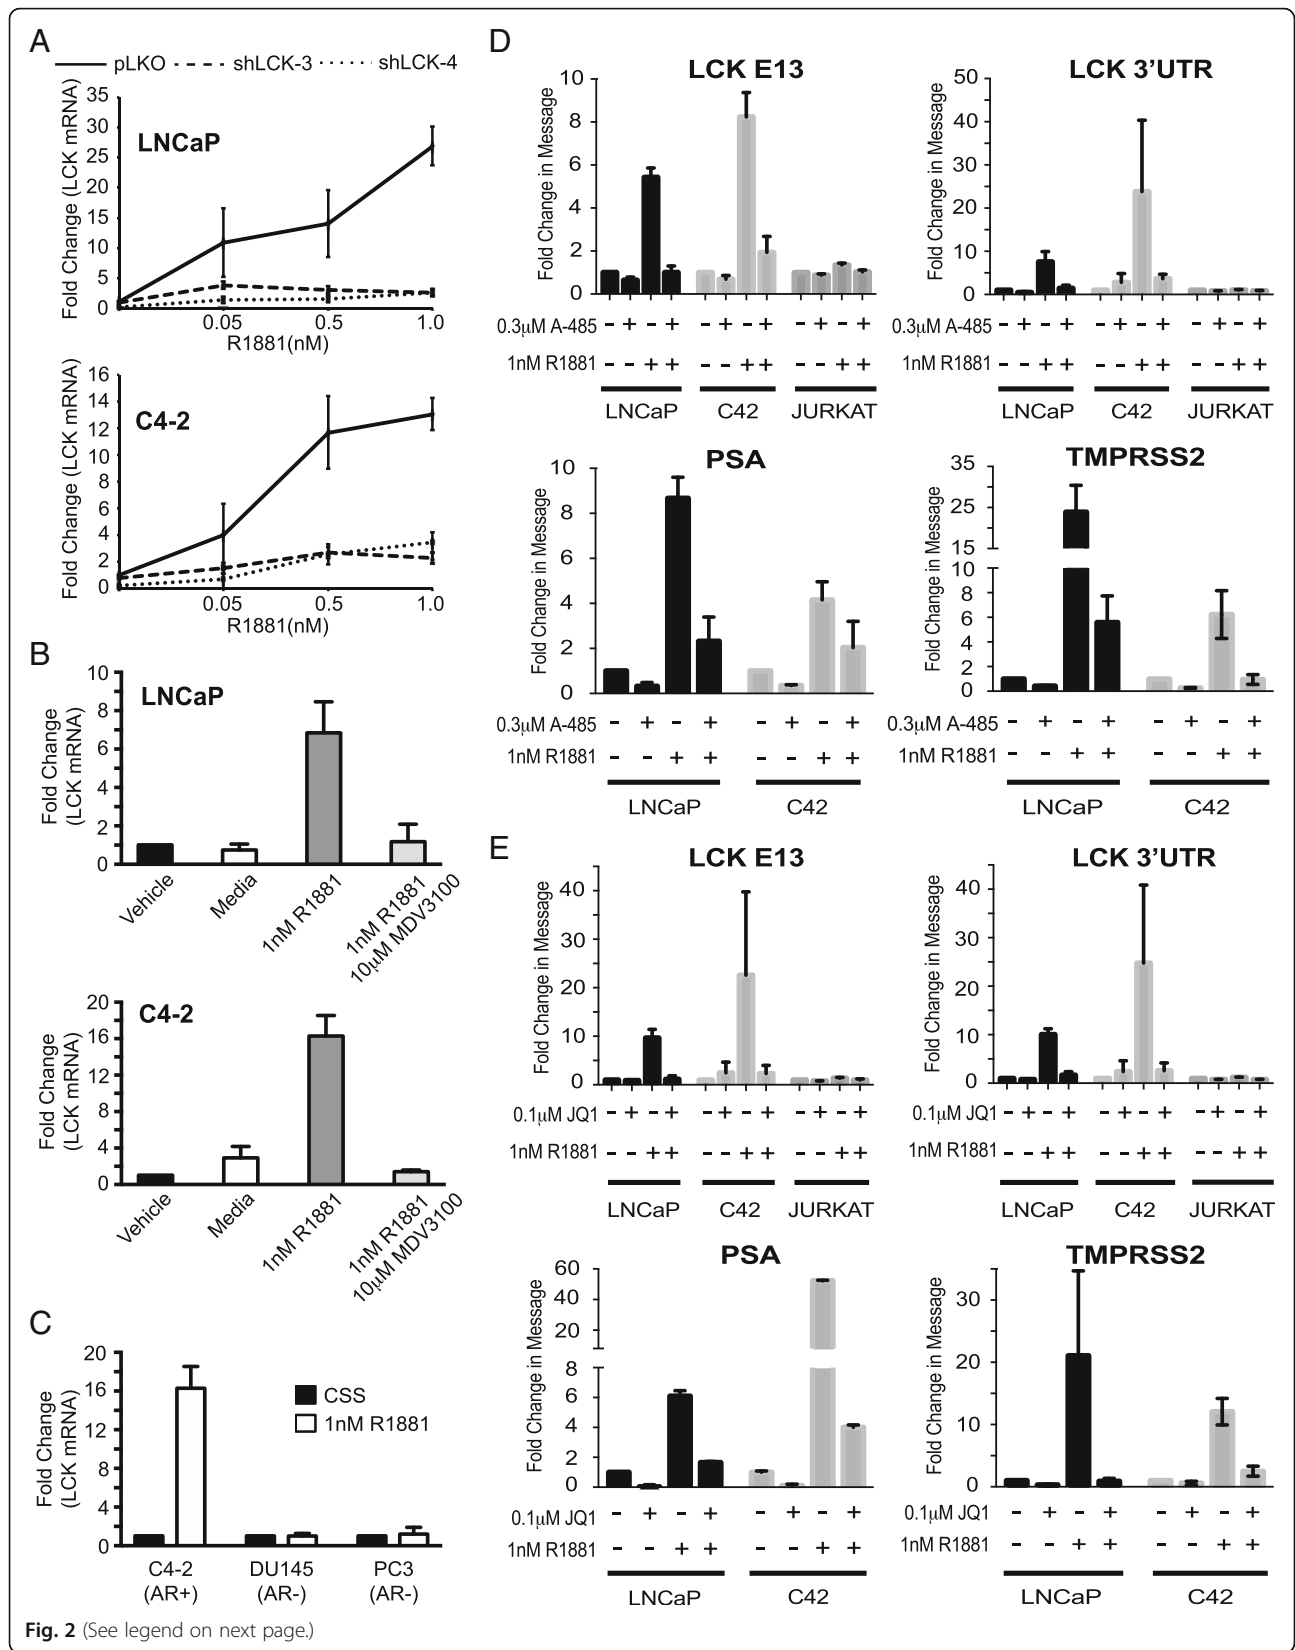 A
pLKO shLCK-3 shLCK-4
LNCaP
Fold Change (LCK mRNA)
35
30
25
20
15
10
5
0
0.05 0.5 1.0
R1881(nM)
C4-2
Fold Change (LCK mRNA)
16
14
12
10
8
6
4
2
0
0.05 0.5 1.0
R1881(nM)
B
LNCaP
Fold Change
(LCK mRNA)
10
8
6
4
2
0
Vehicle
Media
1nM R1881
1nM R1881
10µM MDV3100
C4-2
Fold Change
(LCK mRNA)
20
16
12
8
4
0
Vehicle
Media
1nM R1881
1nM R1881
10µM MDV3100
C
Fold Change
(LCK mRNA)
20
16
12
8
4
0
CSS
1nM R1881
C4-2 DU145 PC3
(AR+) (AR-) (AR-)
D
LCK E13
Fold Change in Message
10
8
6
4
2
0
0.3µM A-485 - + - + - + - + - + - +
1nM R1881 - - + + - - + + - - + +
LNCaP C42 JURKAT
LCK 3'UTR
Fold Change in Message
50
40
30
20
10
0
0.3µM A-485 - + - + - + - + - + - +
1nM R1881 - - + + - - + + - - + +
LNCaP C42 JURKAT
PSA
Fold Change in Message
10
8
6
4
2
0
0.3µM A-485 - + - + - + - +
1nM R1881 - - + + - - + +
LNCaP C42
TMPRSS2
Fold Change in Message
35
25
15
10
8
6
4
2
0
0.3µM A-485 - + - + - + - +
1nM R1881 - - + + - - + +
LNCaP C42
E
LCK E13
Fold Change in Message
40
30
20
10
0
0.1µM JQ1 - + - + - + - + - + - +
1nM R1881 - - + + - - + + - - + +
LNCaP C42 JURKAT
LCK 3'UTR
Fold Change in Message
40
30
20
10
0
0.1µM JQ1 - + - + - + - + - + - +
1nM R1881 - - + + - - + + - - + +
LNCaP C42 JURKAT
PSA
Fold Change in Message
60
40
20
8
6
4
2
0
0.1µM JQ1 - + - + - + - +
1nM R1881 - - + + - - + +
LNCaP C42
TMPRSS2
Fold Change in Message
30
20
10
0
0.1µM JQ1 - + - + - + - +
1nM R1881 - - + + - - + +
LNCaP C42
Fig. 2 (See legend on next page.)